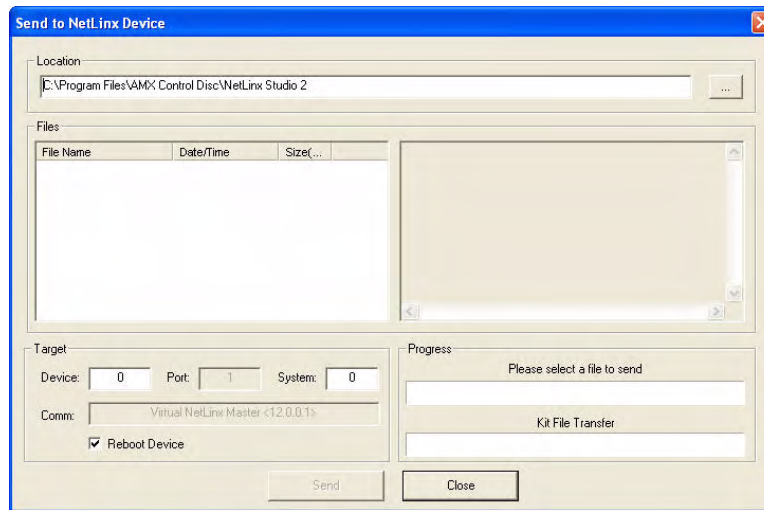 Send to NetLinx Device
Location
C:\Program Files\AMX Control Disc\NetLinx Studio 2
...
Files
File Name Date/Time Size(...
Target
Device: 0 Port: 1 System: 0
Comm: Virtual NetLinx Master <12.0.0.1>
Reboot Device
Progress
Please select a file to send
Kit File Transfer
Send Close